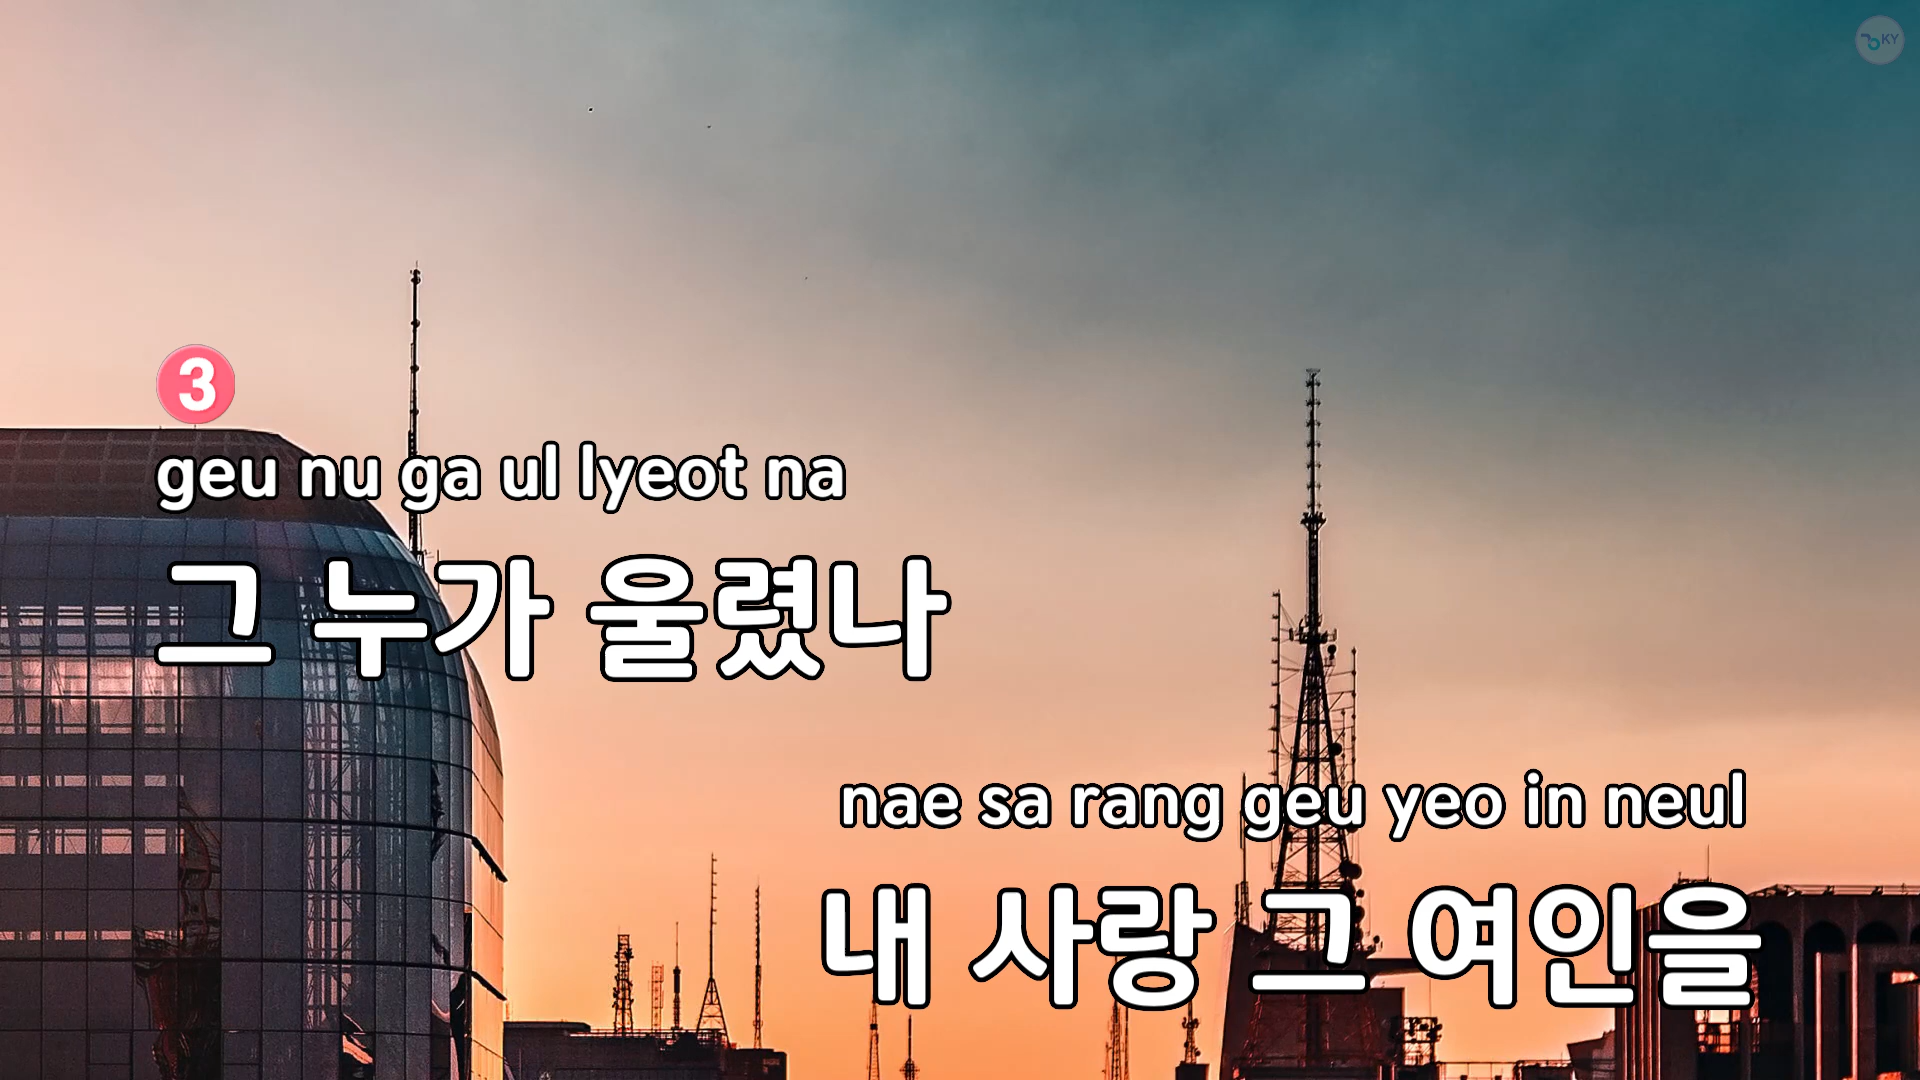 KY
3
geu nu ga ul lyeot na
그 누가 울렸나
nae sa rang geu yeo in neul
내 사랑 그 여인을